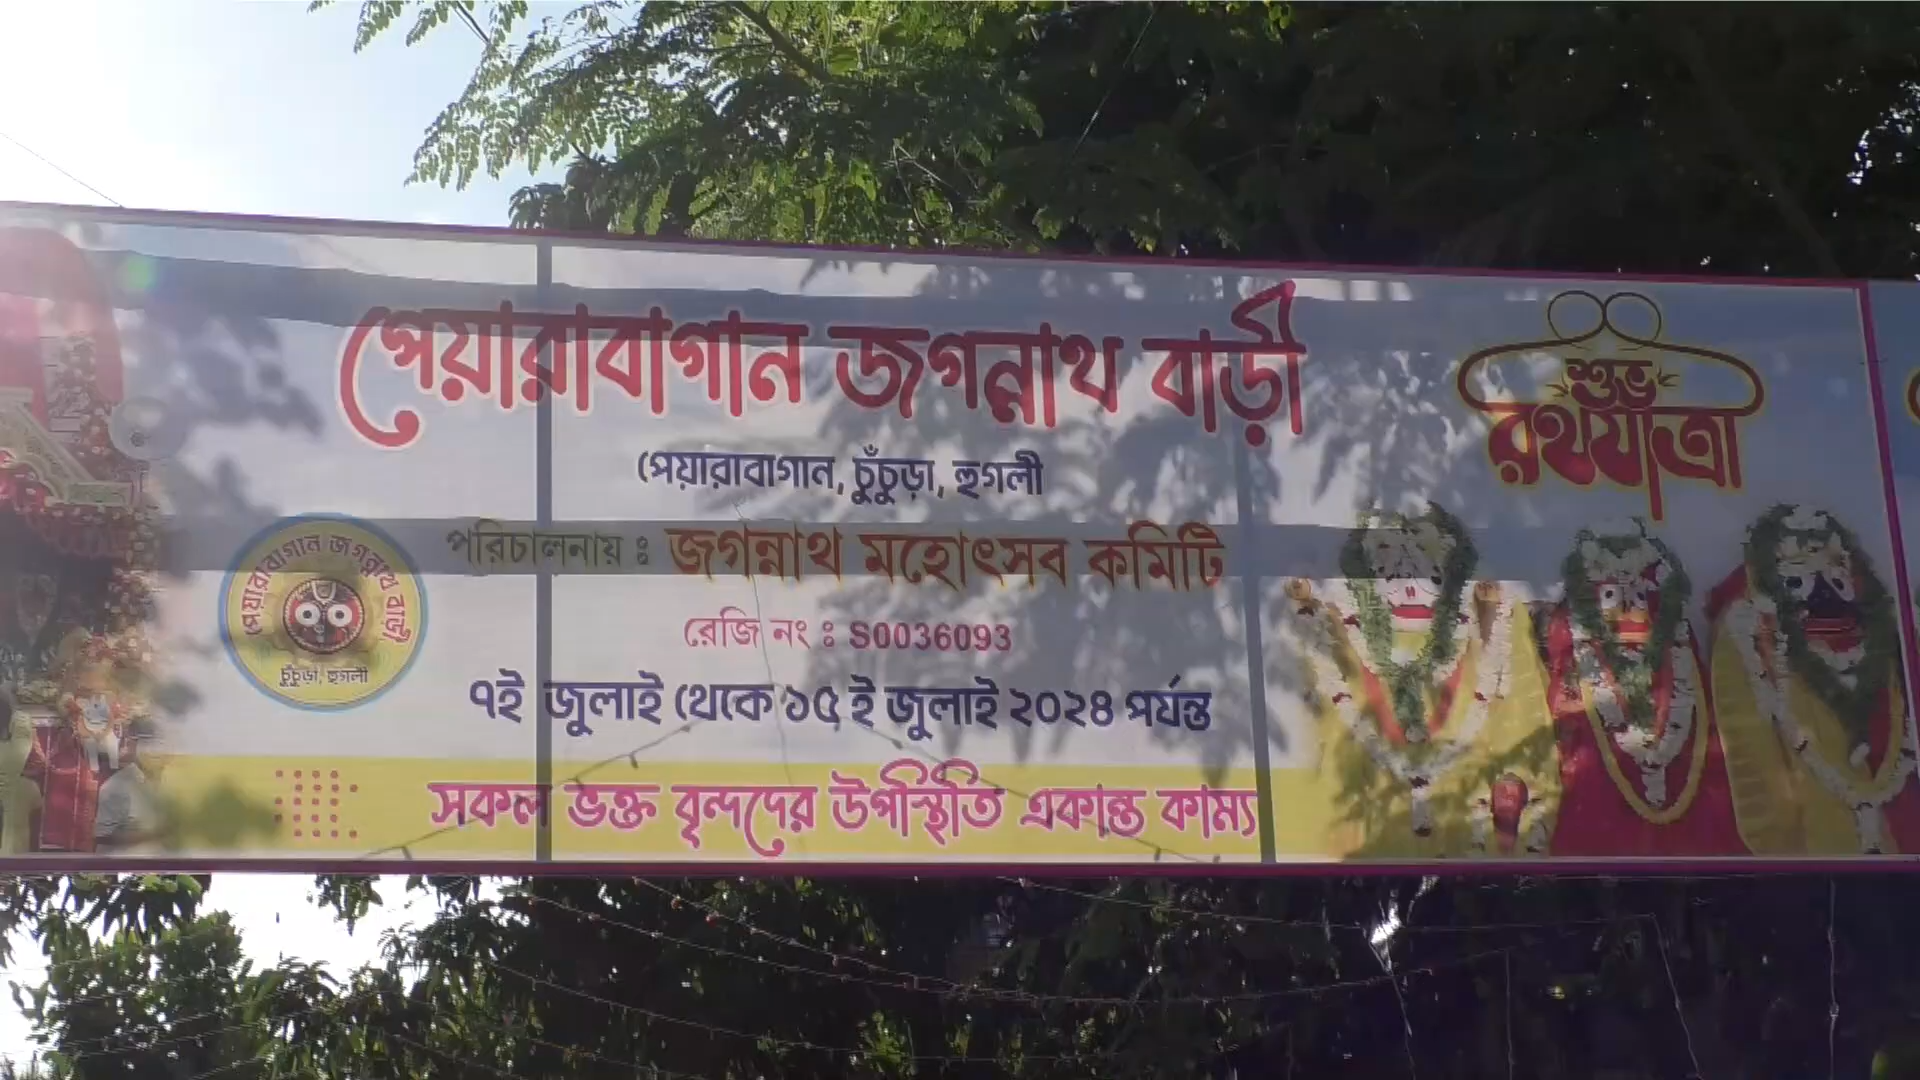 পেয়ারাবাগান জগন্নাথ বাড়ী
শুভ
রথযাত্রা
পেয়ারাবাগান, চুঁচুড়া, হুগলী
পরিচালনায় ঃ জগন্নাথ মহোৎসব কমিটি
রেজি নং ঃ S0036093
৭ই জুলাই থেকে ১৫ ই জুলাই ২০২৪ পর্যন্ত
সকল ভক্ত বৃন্দদের উপস্থিতি একান্ত কাম্য
পেয়ারাবাগান জগন্নাথ বাড়ী
চুঁচুড়া, হুগলী